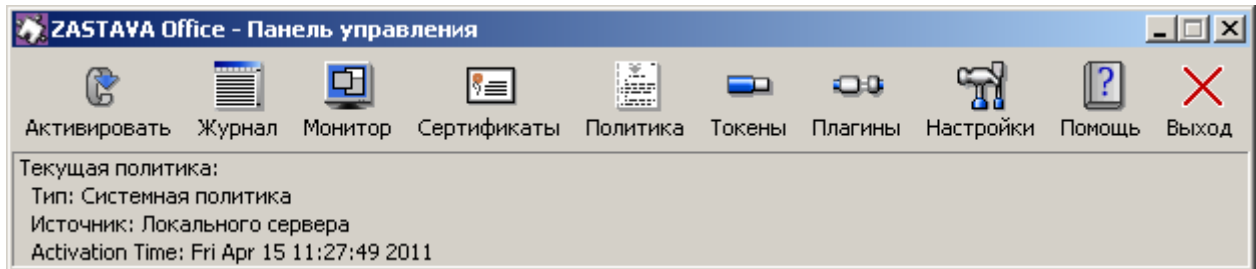 ZASTAVA Office - Панель управления
Активировать Журнал Монитор Сертификаты Политика Токены Плагины Настройки Помощь Выход
Текущая политика:
Тип: Системная политика
Источник: Локального сервера
Activation Time: Fri Apr 15 11:27:49 2011